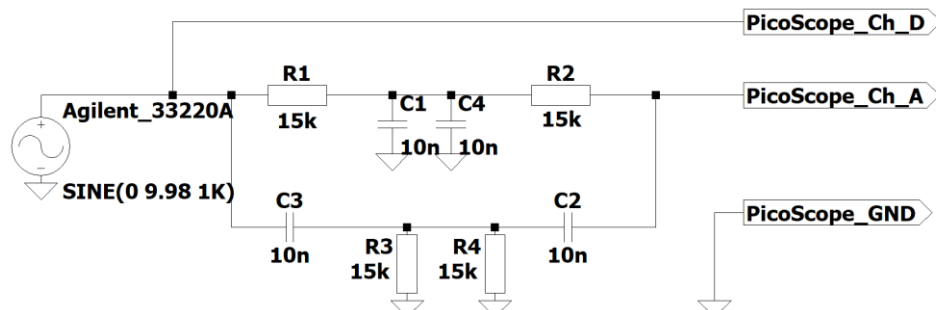 PicoScope_Ch_D
R1
R2
Agilent_33220A
C1
C4
PicoScope_Ch_A
15k
15k
+
10n
10n
SINE(0 9.98 1K)
C3
C2
PicoScope_GND
R3
R4
10n
15k
15k
10n